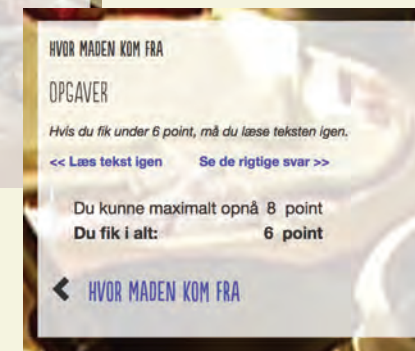 HVOR MADEN KOM FRA
OPGAVER
Hvis du fik under 6 point, må du læse teksten igen.
<< Læs tekst igen Se de rigtige svar >>
Du kunne maximalt opnå 8 point
Du fik i alt: 6 point
HVOR MADEN KOM FRA